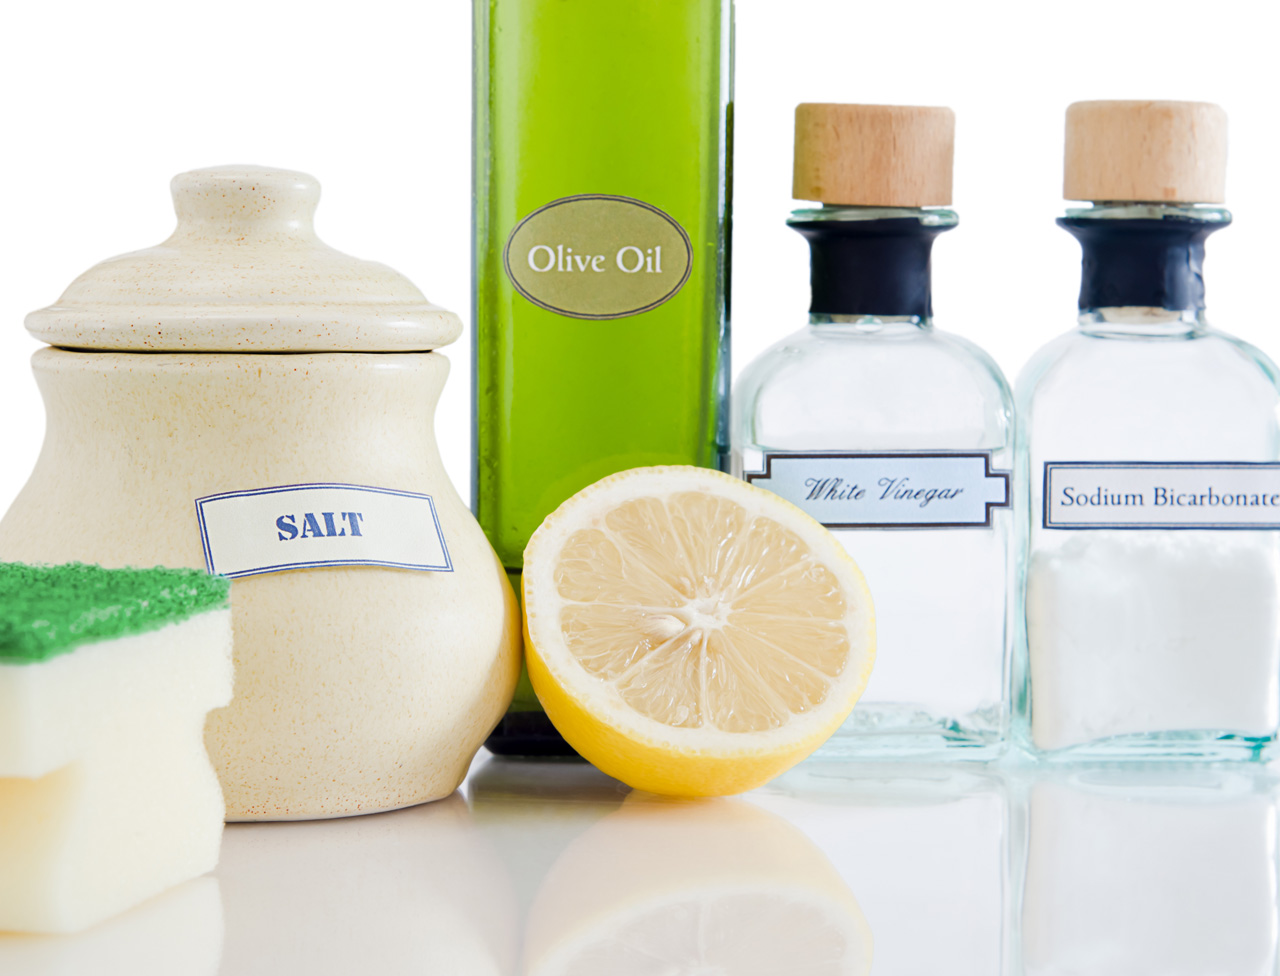 SALT
Olive Oil
White Vinegar
Sodium Bicarbonate